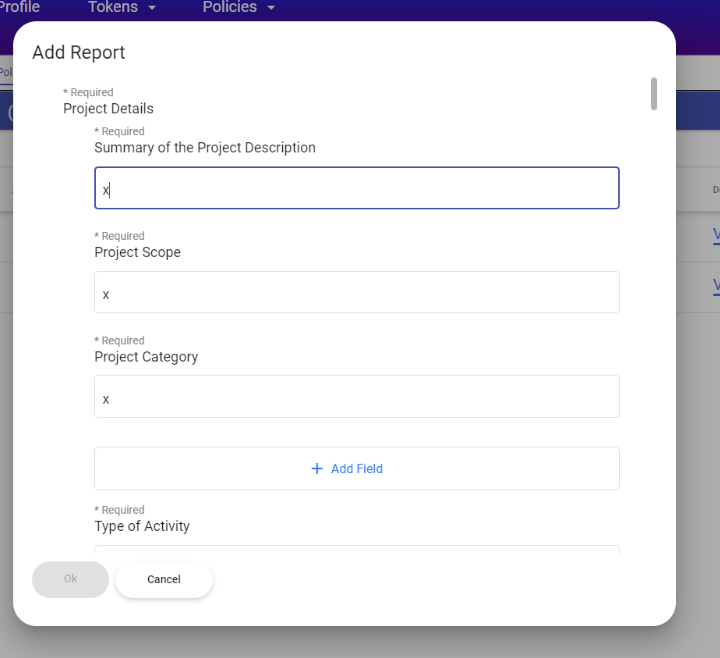 Profile Tokens Policies
Add Report
* Required
Project Details
* Required
Summary of the Project Description
x
* Required
Project Scope
x
* Required
Project Category
x
+ Add Field
* Required
Type of Activity
Ok Cancel